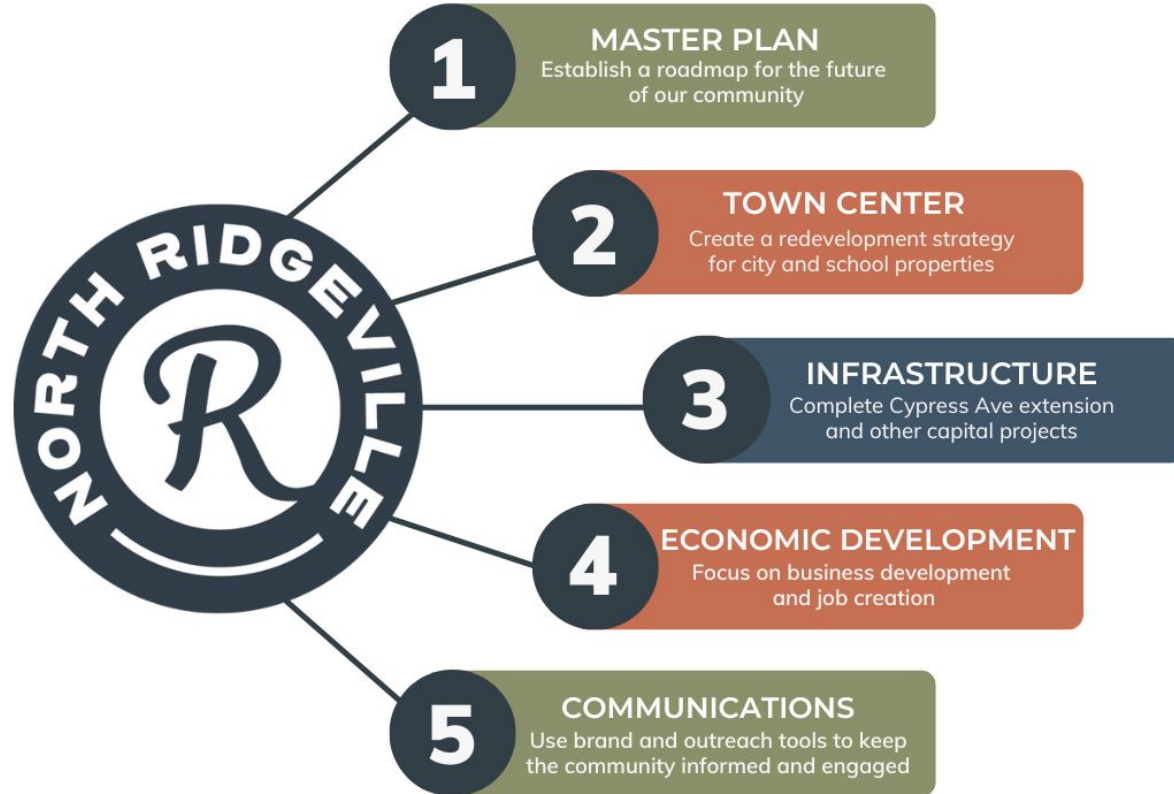 NORTH RIDGEVILLE
R
1
MASTER PLAN
Establish a roadmap for the future
of our community
2
TOWN CENTER
Create a redevelopment strategy
for city and school properties
3
INFRASTRUCTURE
Complete Cypress Ave extension
and other capital projects
4
ECONOMIC DEVELOPMENT
Focus on business development
and job creation
5
COMMUNICATIONS
Use brand and outreach tools to keep
the community informed and engaged